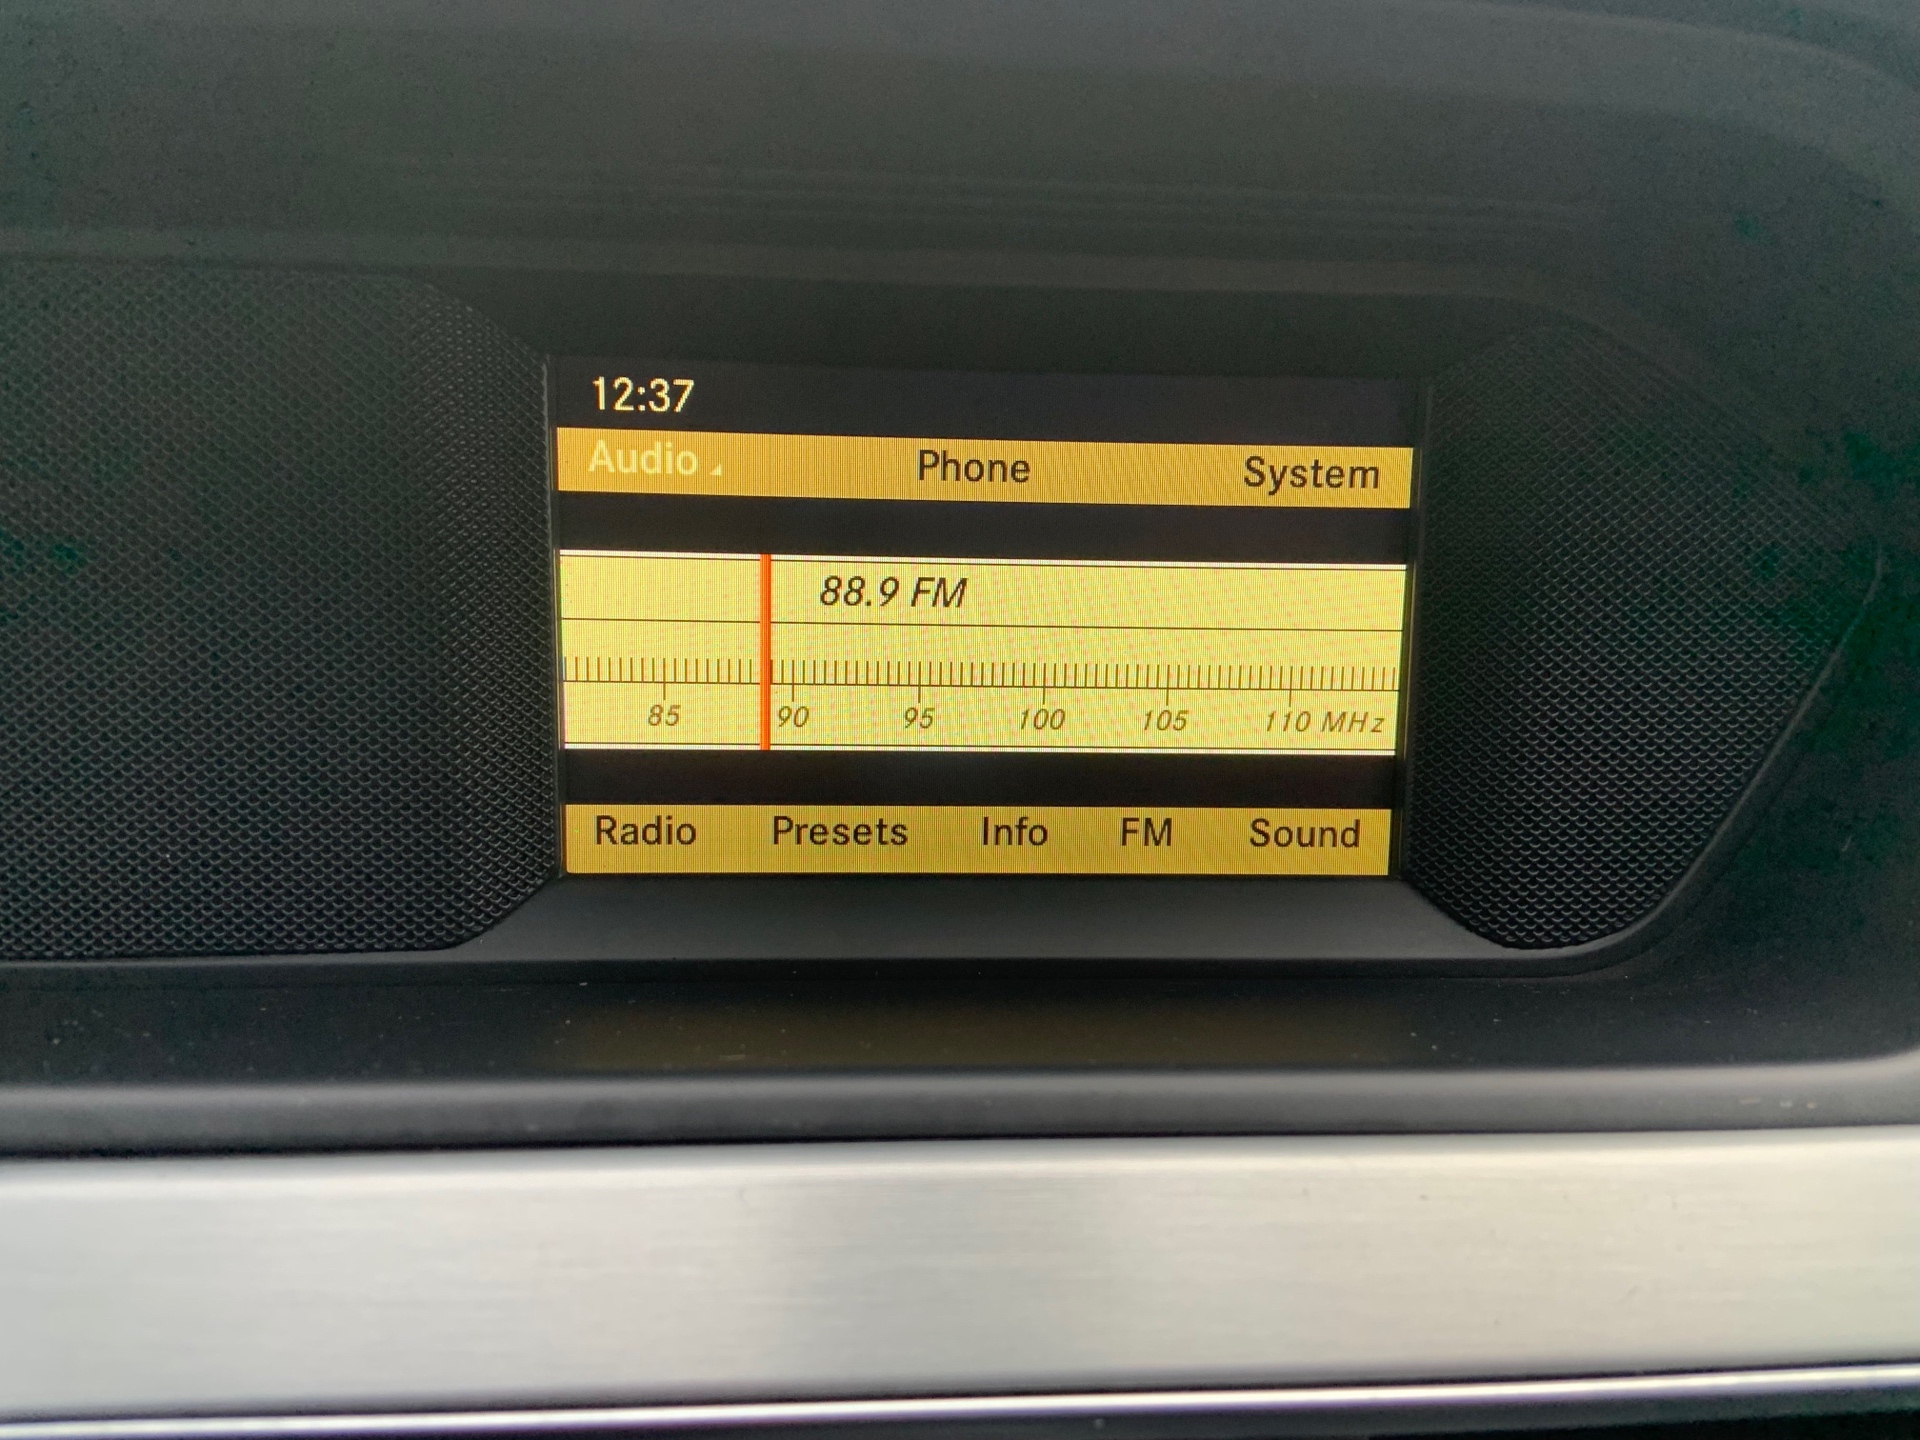 12:37
Audio Phone System
88.9 FM
85 90 95 100 105 110 MHz
Radio Presets Info FM Sound